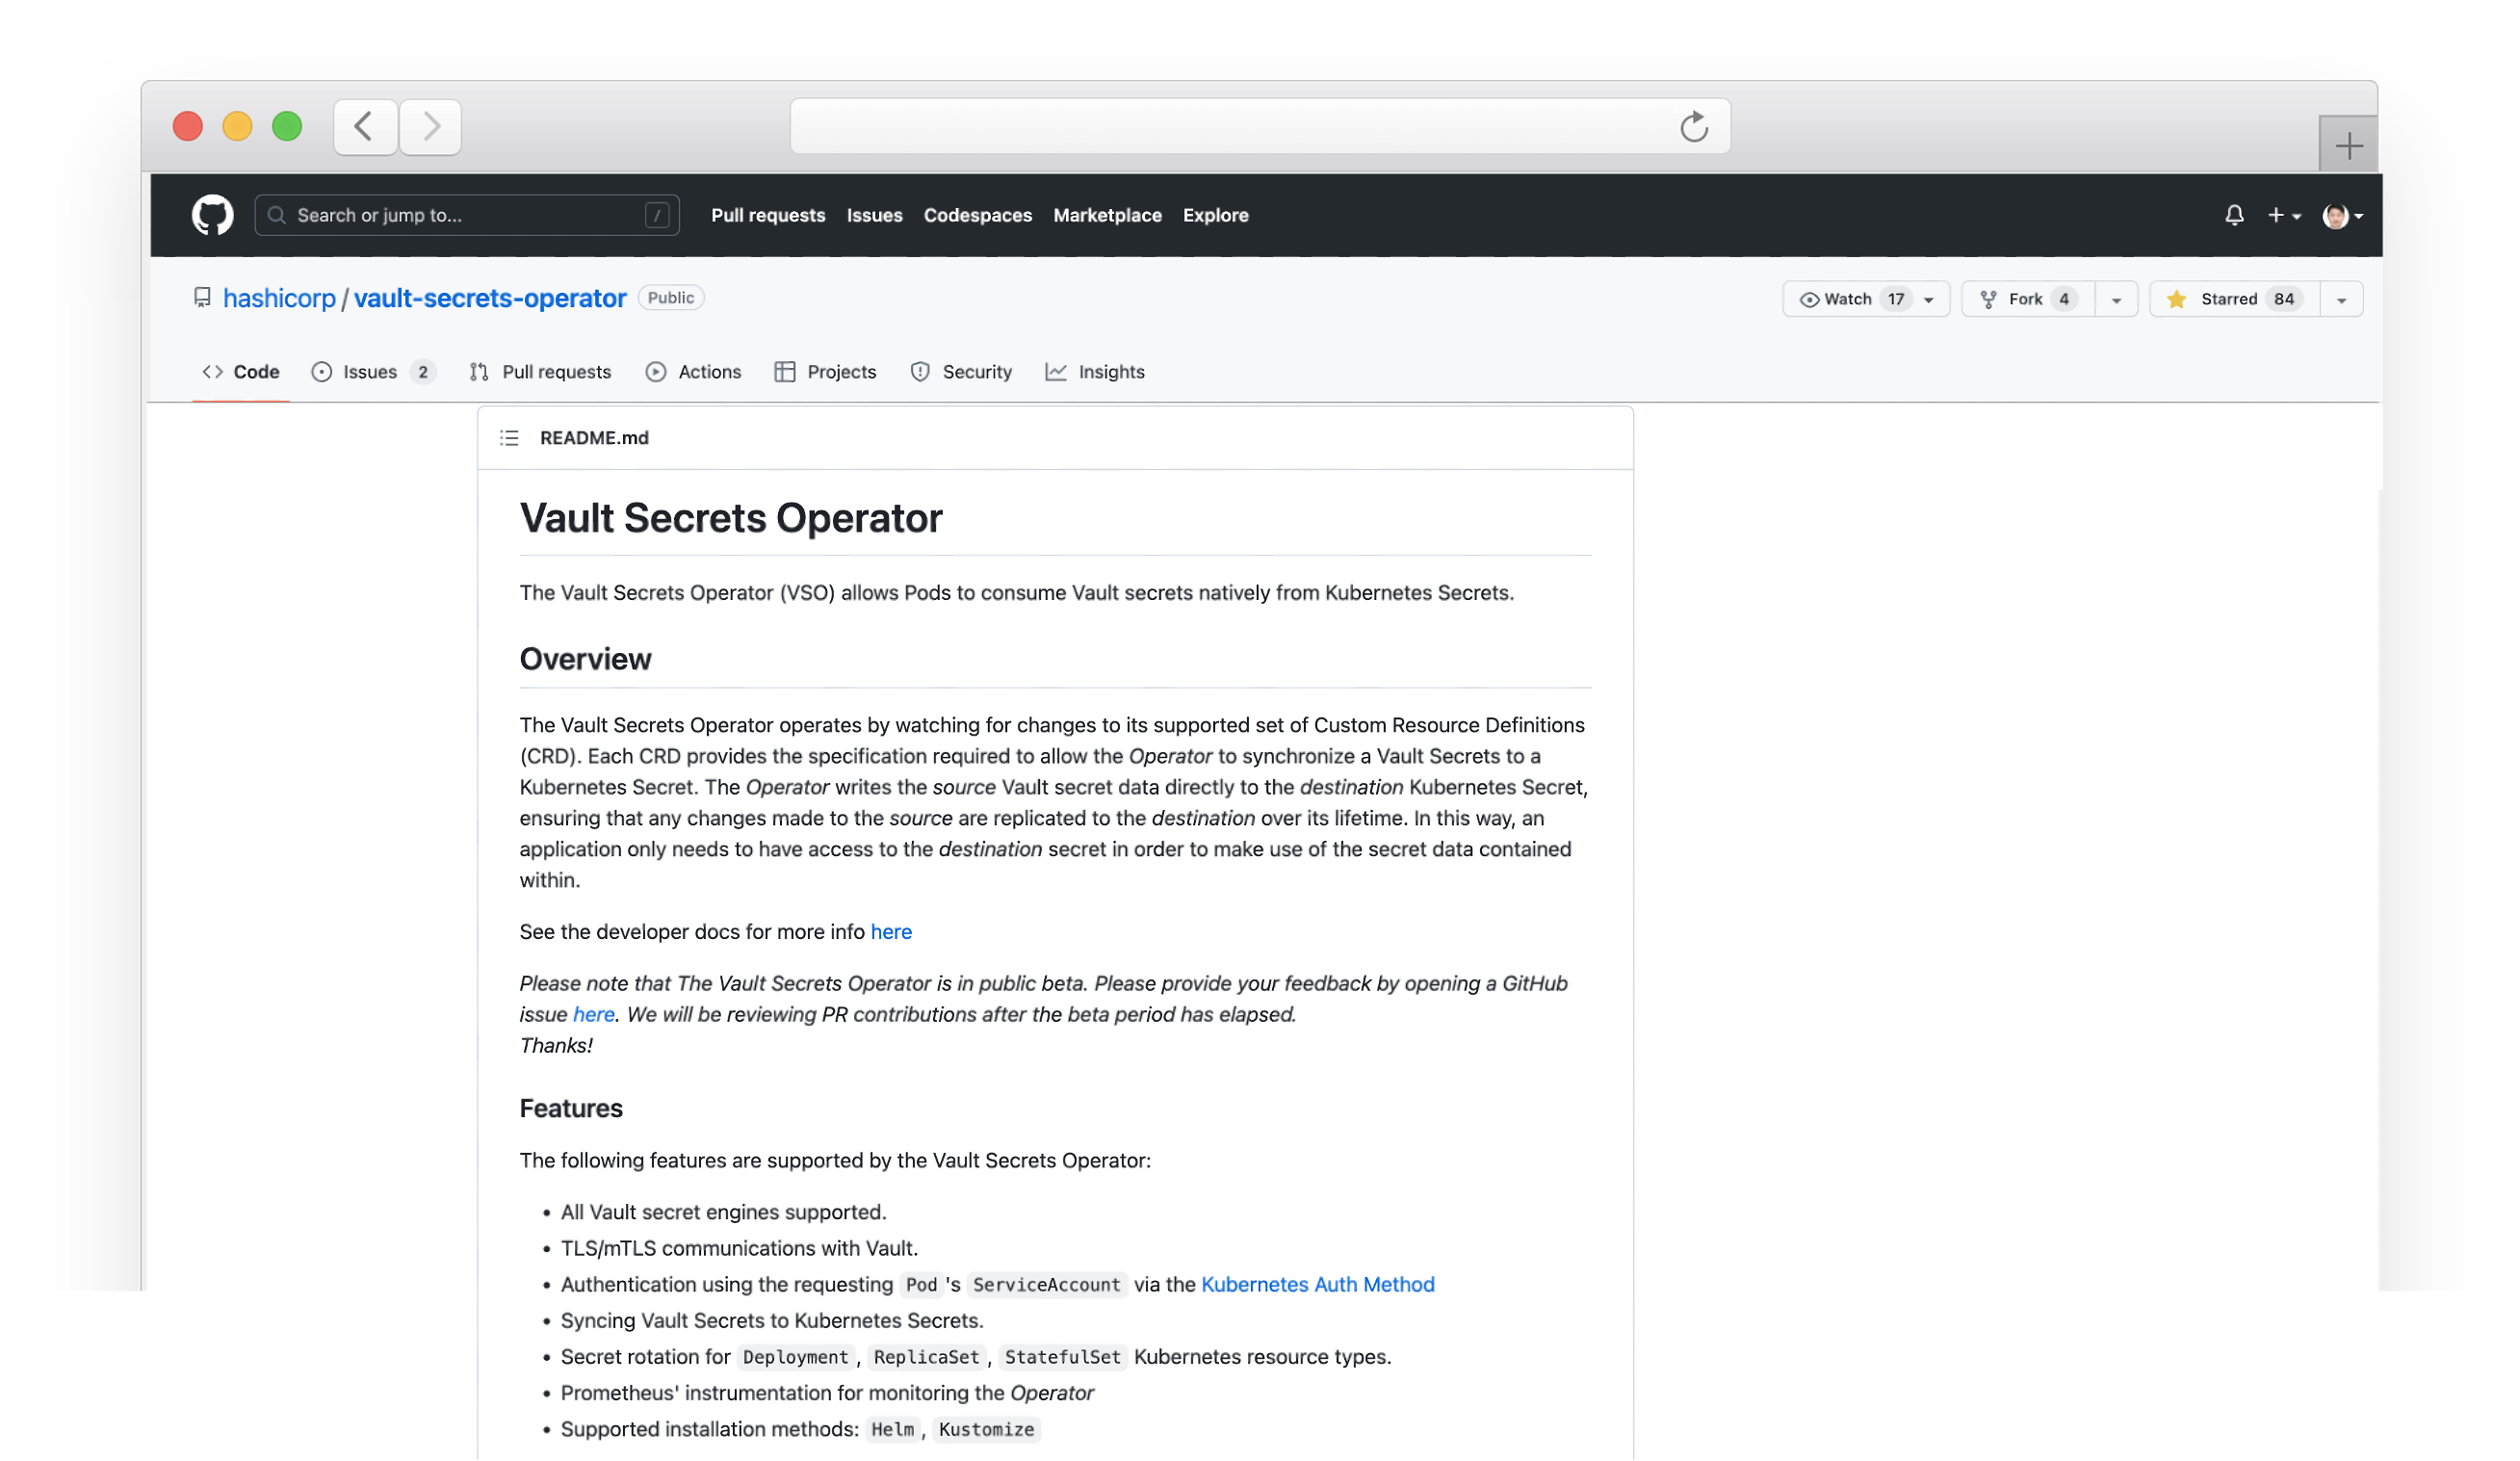 Search or jump to... /
Pull requests Issues Codespaces Marketplace Explore
hashicorp / vault-secrets-operator Public
Watch 17 Fork 4 Starred 84
Code Issues 2 Pull requests Actions Projects Security Insights
README.md
Vault Secrets Operator
The Vault Secrets Operator (VSO) allows Pods to consume Vault secrets natively from Kubernetes Secrets.
Overview
The Vault Secrets Operator operates by watching for changes to its supported set of Custom Resource Definitions
(CRD). Each CRD provides the specification required to allow the Operator to synchronize a Vault Secrets to a
Kubernetes Secret. The Operator writes the source Vault secret data directly to the destination Kubernetes Secret,
ensuring that any changes made to the source are replicated to the destination over its lifetime. In this way, an
application only needs to have access to the destination secret in order to make use of the secret data contained
within.
See the developer docs for more info here
Please note that The Vault Secrets Operator is in public beta. Please provide your feedback by opening a GitHub
issue here. We will be reviewing PR contributions after the beta period has elapsed.
Thanks!
Features
The following features are supported by the Vault Secrets Operator:
• All Vault secret engines supported.
• TLS/mTLS communications with Vault.
• Authentication using the requesting Pod 's ServiceAccount via the Kubernetes Auth Method
• Syncing Vault Secrets to Kubernetes Secrets.
• Secret rotation for Deployment , ReplicaSet , StatefulSet Kubernetes resource types.
• Prometheus' instrumentation for monitoring the Operator
• Supported installation methods: Helm , Kustomize